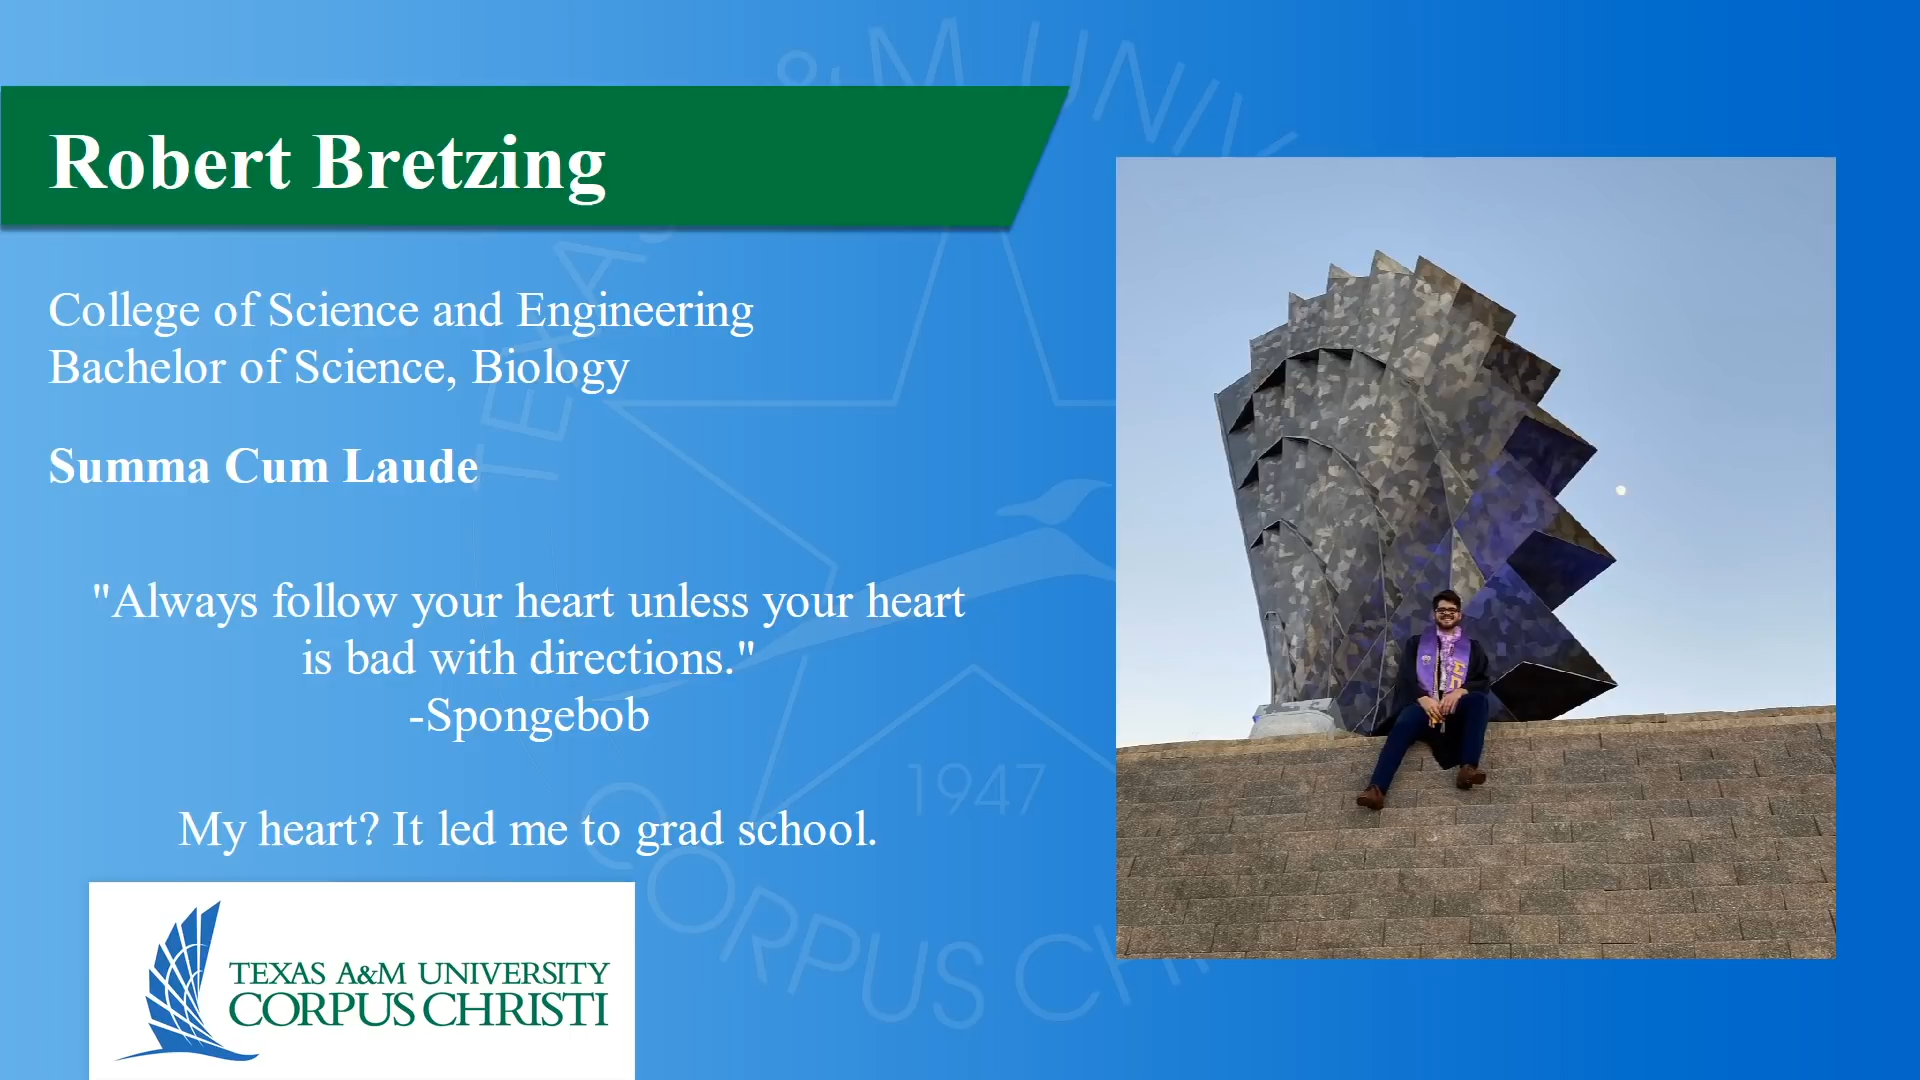 Robert Bretzing
College of Science and Engineering
Bachelor of Science, Biology
Summa Cum Laude
"Always follow your heart unless your heart
is bad with directions."
-Spongebob
My heart? It led me to grad school.
TEXAS A&M UNIVERSITY
CORPUS CHRISTI
1947